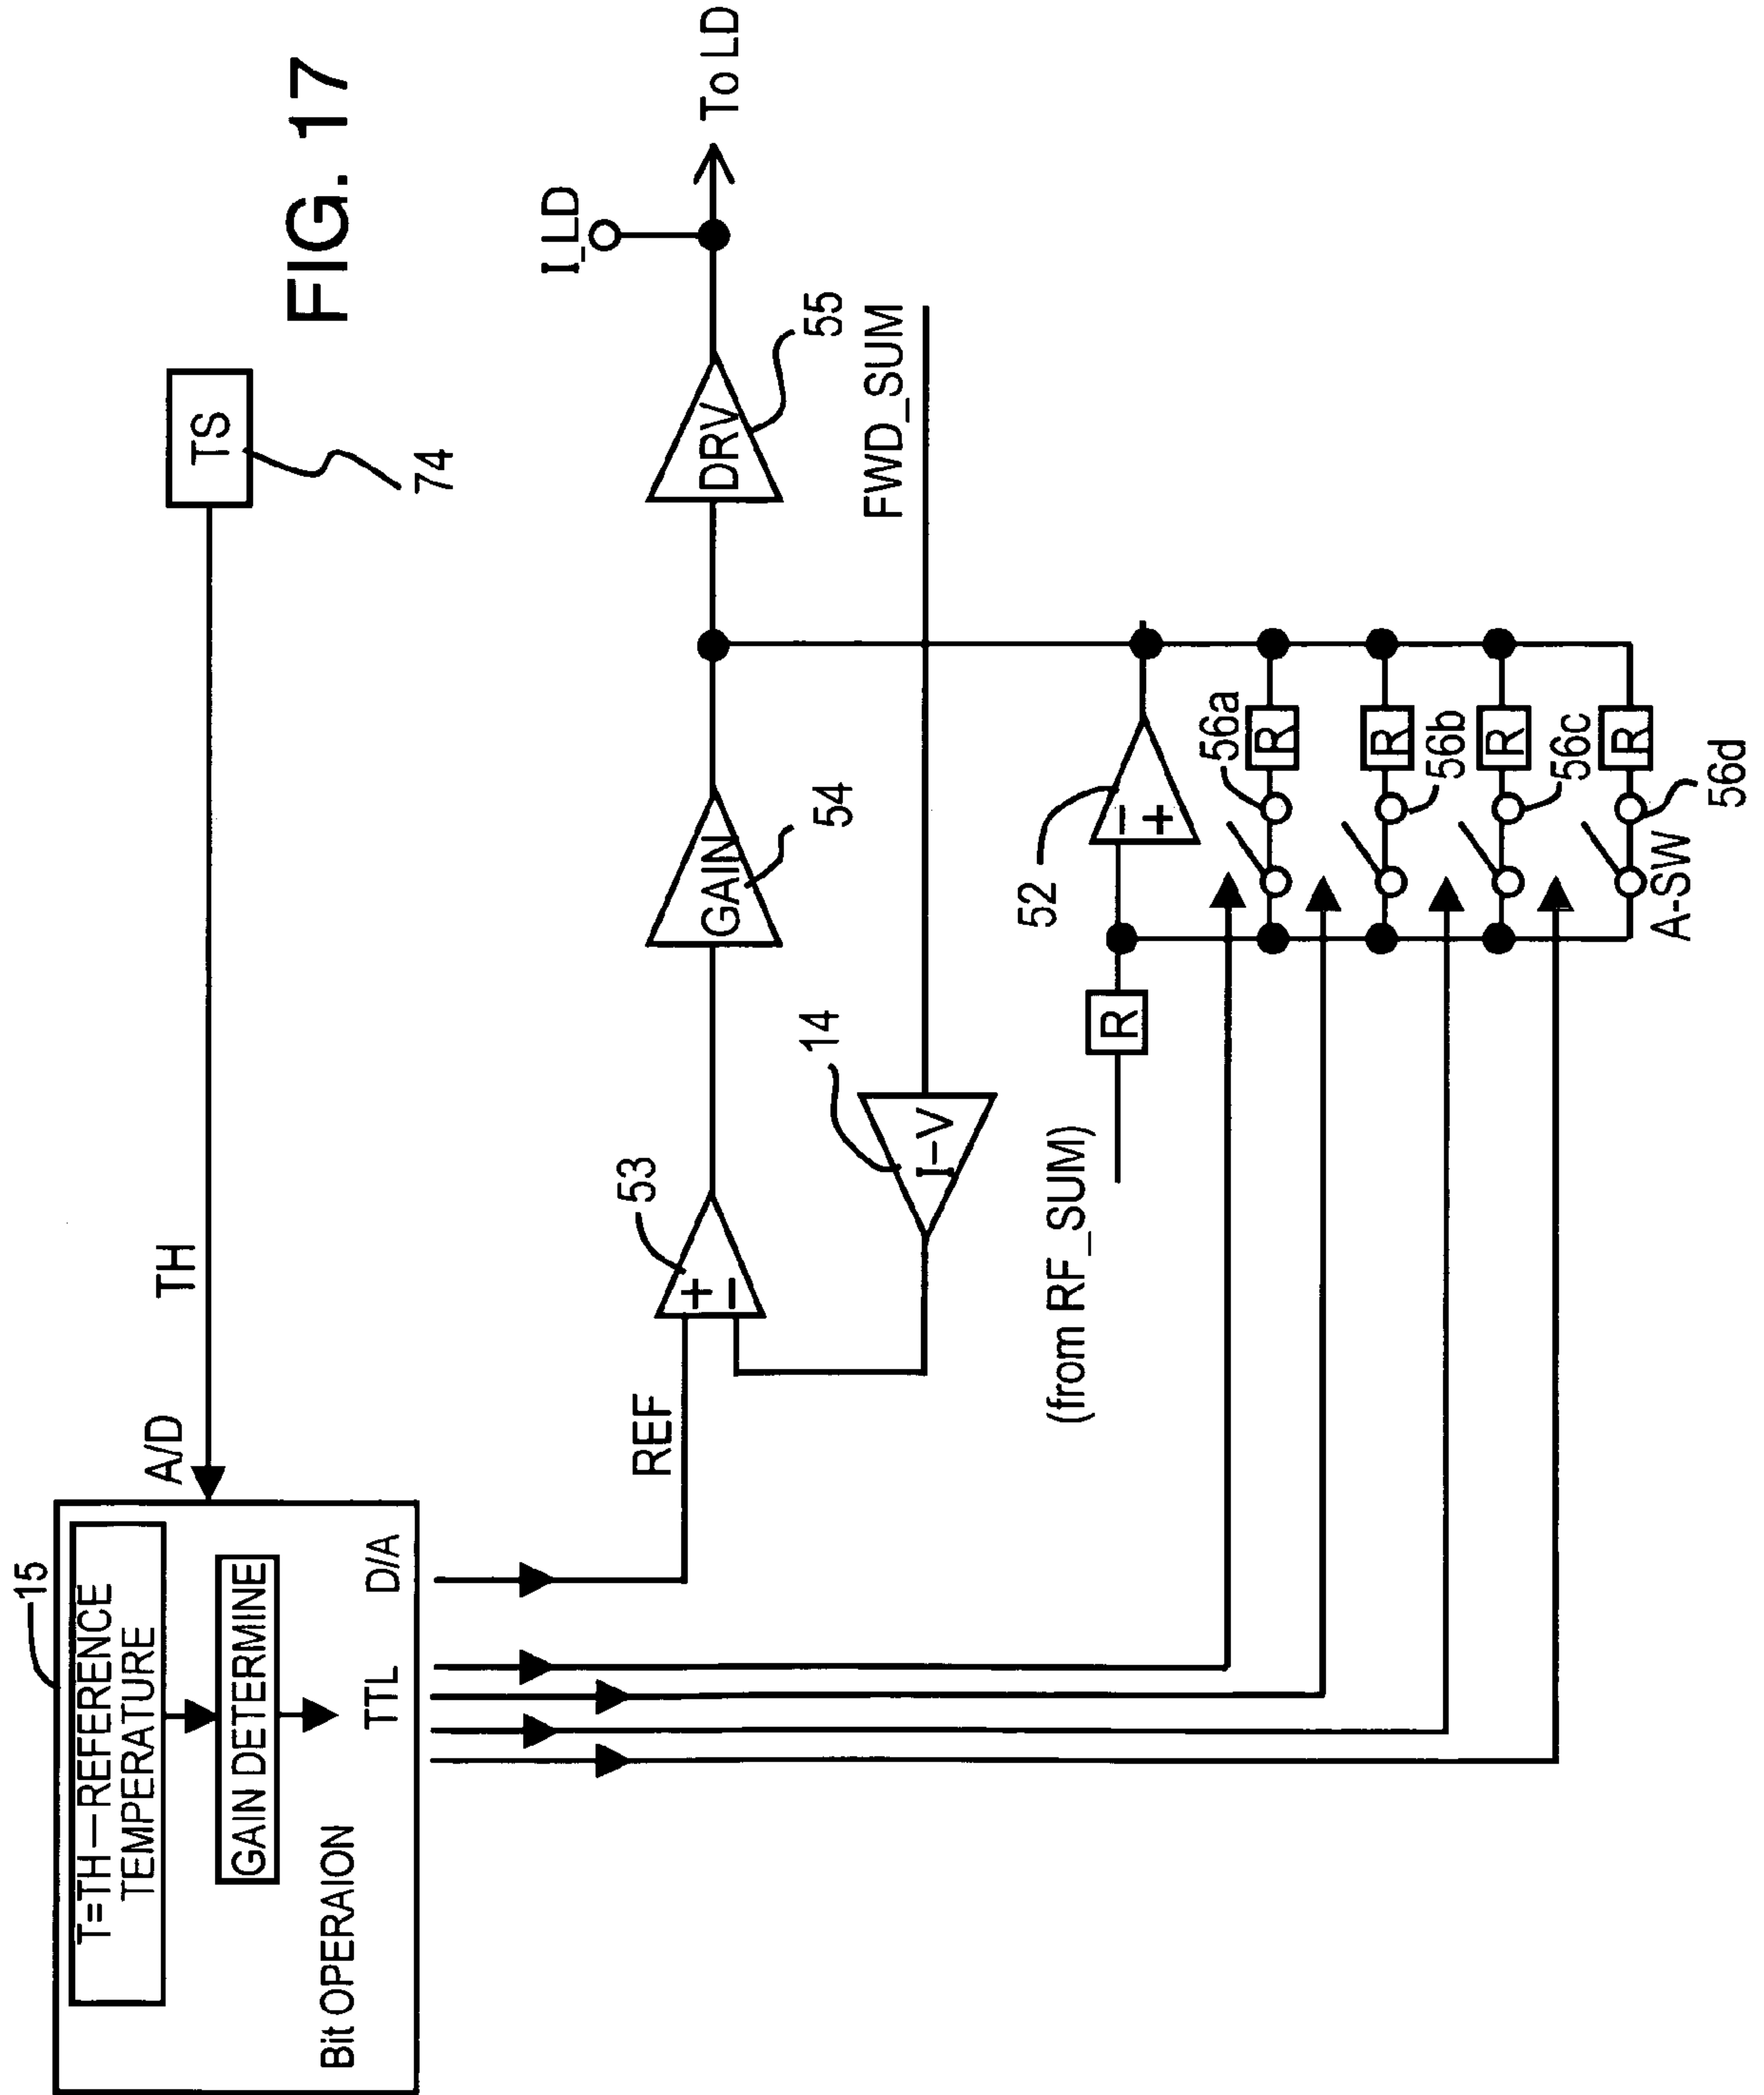 FIG. 17
15
T=TH—REFERENCE
TEMPERATURE
GAIN DETERMINE
Bit OPERAION
TTL
D/A
A/D
TH
TS
74
REF
53
+
−
GAIN
54
DRV
55
I_LD
To LD
14
I−V
FWD_SUM
(from RF_SUM)
R
52
−
+
56a
R
56b
R
56c
R
56d
R
A-SW